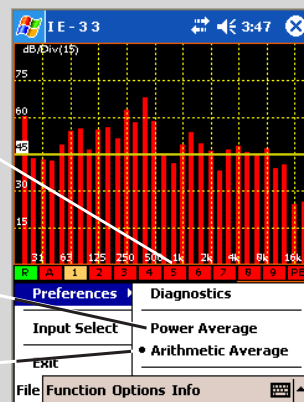 IE-33 3:47
dB/Div(15)
75
60
45
30
15
31 63 125 250 500 1k 2k 4k 8k 16k
R A 1 2 3 4 5 6 7 8 9 PE
Preferences Diagnostics
Input Select Power Average
• Arithmetic Average
Exit
File Function Options Info